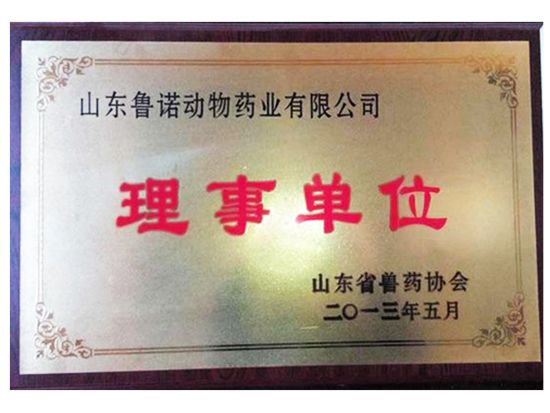 山东鲁诺动物药业有限公司
理事单位
山东省兽药协会
二〇一三年五月